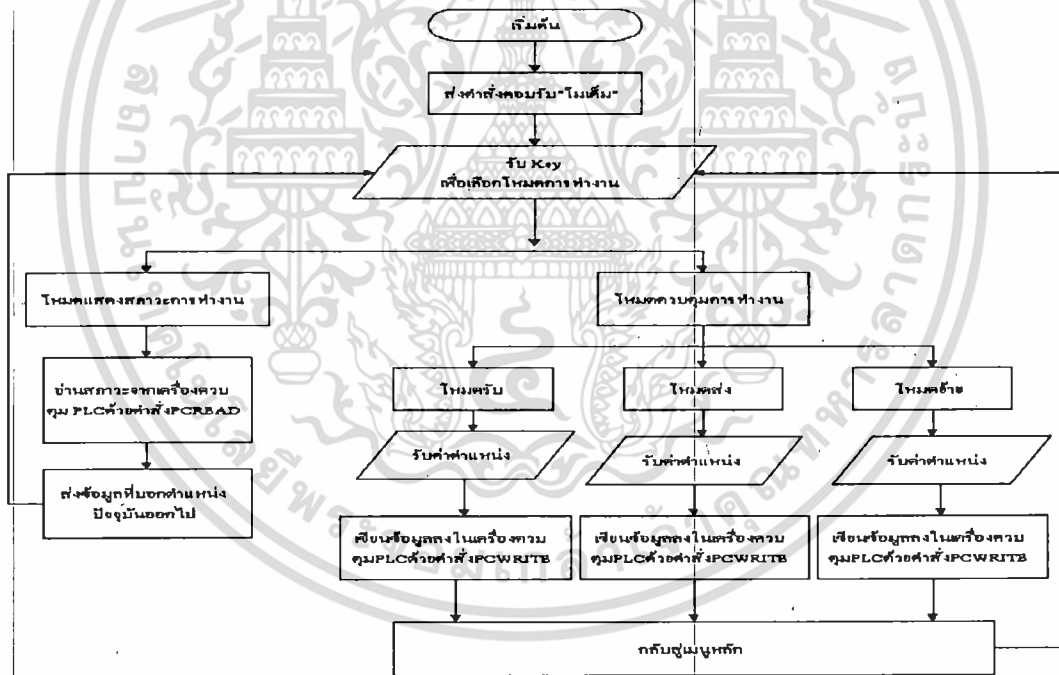 เริ่มต้น
ส่งคำสั่งตอบรับ"โมเด็ม"
รับ Key
เพื่อเลือกโหมดการทำงาน
โหมดแสดงสภาวะการทำงาน
โหมดควบคุมการทำงาน
อ่านสภาวะจากเครื่องควบ
คุม PLCด้วยคำสั่งPCREAD
ส่งข้อมูลที่บอกตำแหน่ง
ปัจจุบันออกไป
โหมดรับ
โหมดส่ง
โหมดย้าย
รับค่าตำแหน่ง
รับค่าตำแหน่ง
รับค่าตำแหน่ง
เขียนข้อมูลลงในเครื่องควบ
คุมPLCด้วยคำสั่งPCWRITE
เขียนข้อมูลลงในเครื่องควบ
คุมPLCด้วยคำสั่งPCWRITE
เขียนข้อมูลลงในเครื่องควบ
คุมPLCด้วยคำสั่งPCWRITE
กลับสู่เมนูหลัก